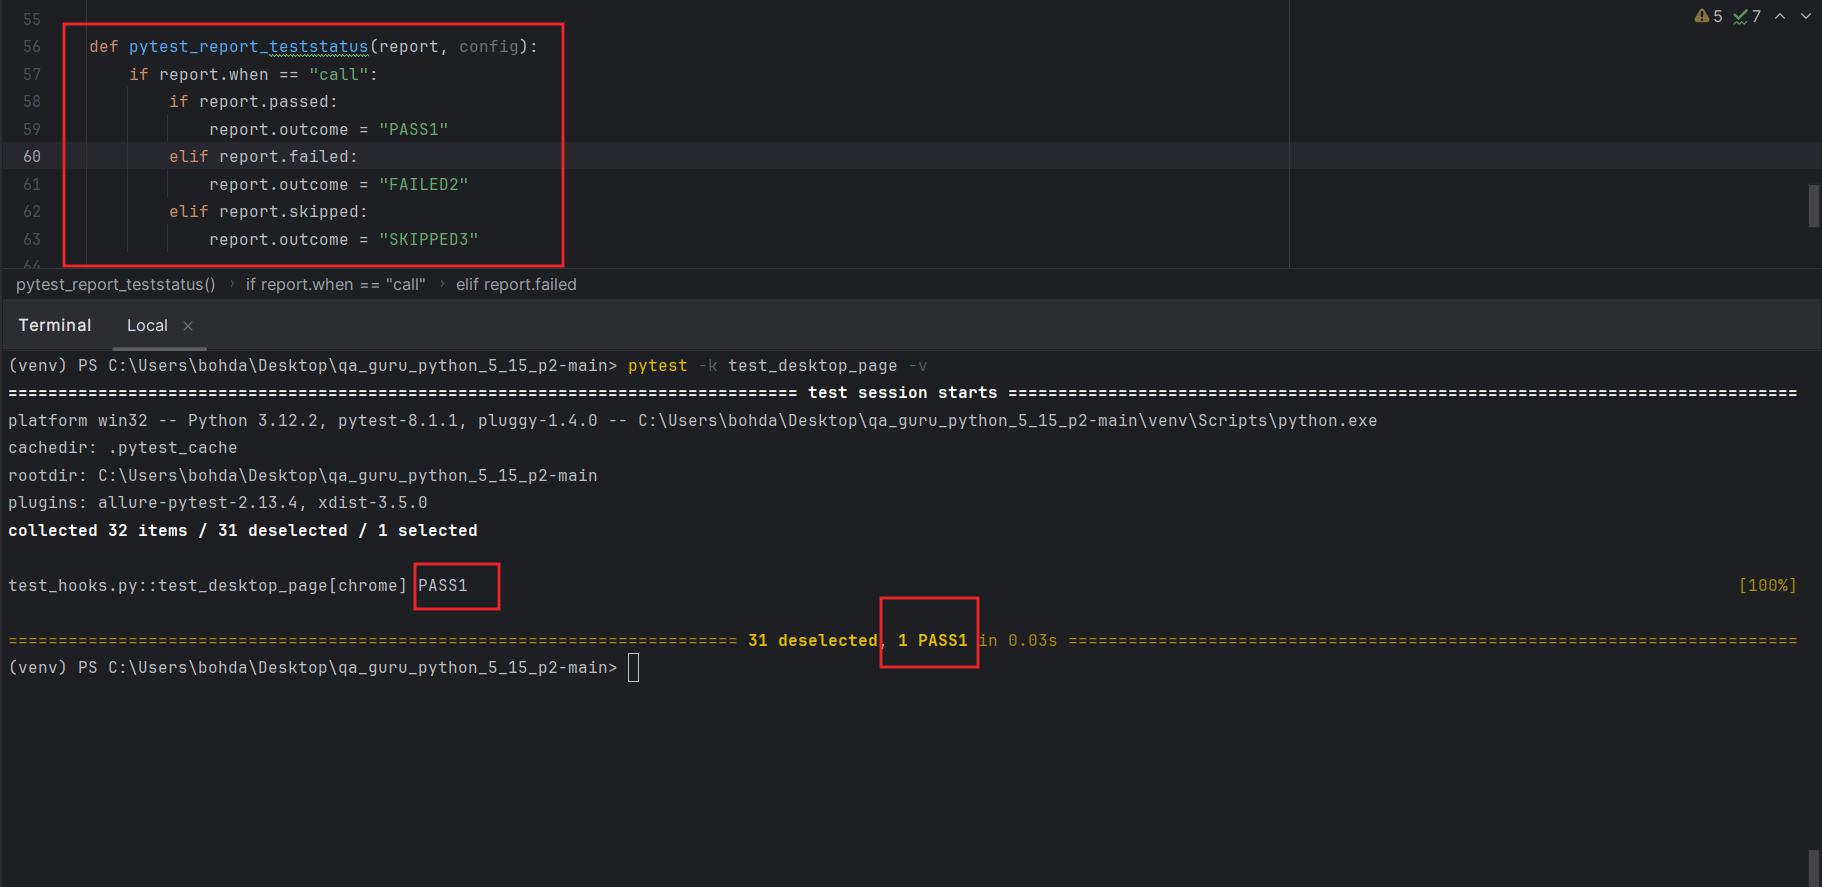 55
⚠ 5 ✓ 7
56 def pytest_report_teststatus(report, config):
57 if report.when == "call":
58 if report.passed:
59 report.outcome = "PASS1"
60 elif report.failed:
61 report.outcome = "FAILED2"
62 elif report.skipped:
63 report.outcome = "SKIPPED3"
64
pytest_report_teststatus() › if report.when == "call" › elif report.failed
Terminal Local ×
(venv) PS C:\Users\bohda\Desktop\qa_guru_python_5_15_p2-main> pytest -k test_desktop_page -v
=============================================================================== test session starts ===============================================================================
platform win32 -- Python 3.12.2, pytest-8.1.1, pluggy-1.4.0 -- C:\Users\bohda\Desktop\qa_guru_python_5_15_p2-main\venv\Scripts\python.exe
cachedir: .pytest_cache
rootdir: C:\Users\bohda\Desktop\qa_guru_python_5_15_p2-main
plugins: allure-pytest-2.13.4, xdist-3.5.0
collected 32 items / 31 deselected / 1 selected
test_hooks.py::test_desktop_page[chrome] PASS1 [100%]
========================================================================= 31 deselected, 1 PASS1 in 0.03s =========================================================================
(venv) PS C:\Users\bohda\Desktop\qa_guru_python_5_15_p2-main>